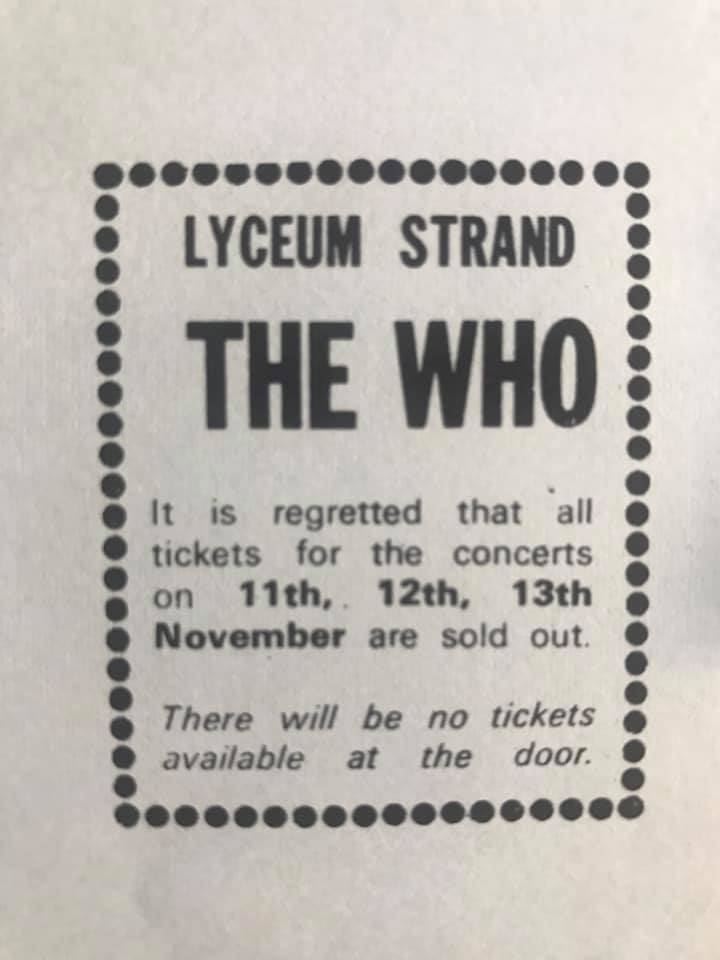 LYCEUM STRAND
THE WHO
It is regretted that all
tickets for the concerts
on 11th, 12th, 13th
November are sold out.
There will be no tickets
available at the door.